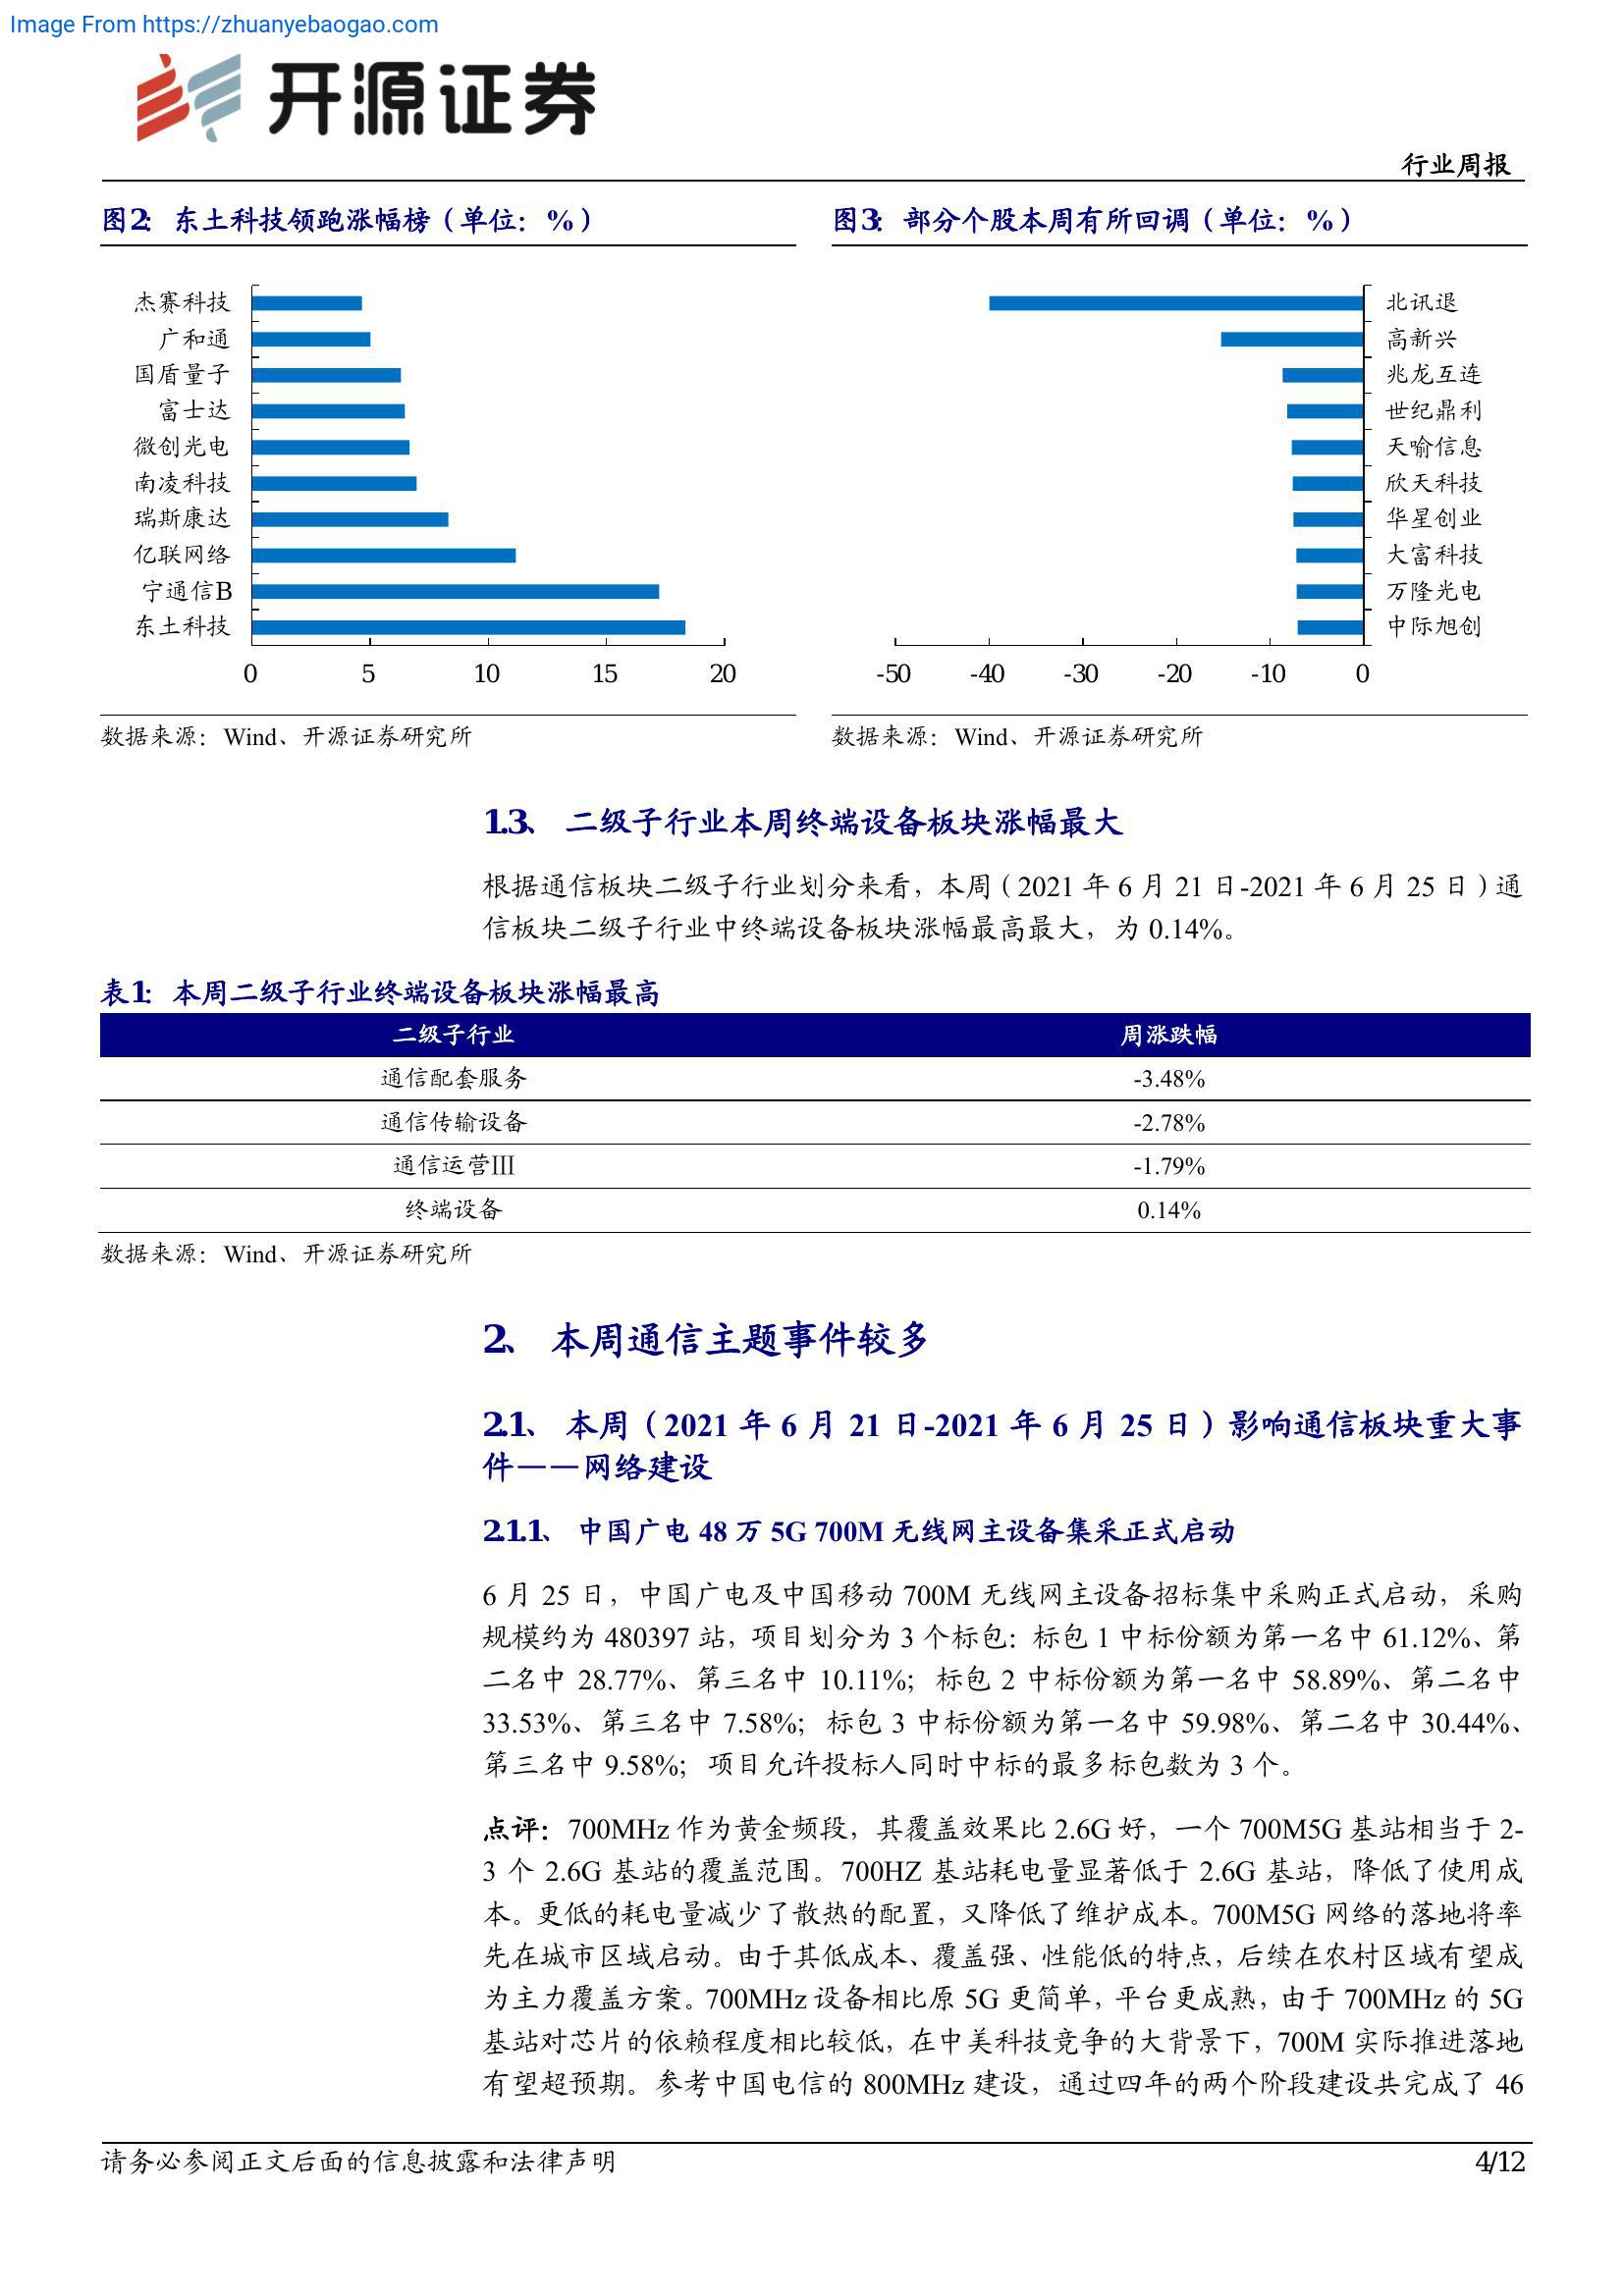 Image From https://zhuanyebaogao.com
开源证券
行业周报
图2：东土科技领跑涨幅榜（单位：%）
杰赛科技
广和通
国盾量子
富士达
微创光电
南凌科技
瑞斯康达
亿联网络
宁通信B
东土科技
0 5 10 15 20
数据来源：Wind、开源证券研究所
图3：部分个股本周有所回调（单位：%）
北讯退
高新兴
兆龙互连
世纪鼎利
天喻信息
欣天科技
华星创业
大富科技
万隆光电
中际旭创
-50 -40 -30 -20 -10 0
数据来源：Wind、开源证券研究所
1.3、 二级子行业本周终端设备板块涨幅最大
根据通信板块二级子行业划分来看，本周（2021 年 6 月 21 日-2021 年 6 月 25 日）通
信板块二级子行业中终端设备板块涨幅最高最大，为 0.14%。
表1：本周二级子行业终端设备板块涨幅最高
二级子行业 周涨跌幅
通信配套服务 -3.48%
通信传输设备 -2.78%
通信运营Ⅲ -1.79%
终端设备 0.14%
数据来源：Wind、开源证券研究所
2、 本周通信主题事件较多
2.1、 本周（2021 年 6 月 21 日-2021 年 6 月 25 日）影响通信板块重大事
件——网络建设
2.1.1、 中国广电 48 万 5G 700M 无线网主设备集采正式启动
6 月 25 日，中国广电及中国移动 700M 无线网主设备招标集中采购正式启动，采购
规模约为 480397 站，项目划分为 3 个标包：标包 1 中标份额为第一名中 61.12%、第
二名中 28.77%、第三名中 10.11%；标包 2 中标份额为第一名中 58.89%、第二名中
33.53%、第三名中 7.58%；标包 3 中标份额为第一名中 59.98%、第二名中 30.44%、
第三名中 9.58%；项目允许投标人同时中标的最多标包数为 3 个。
点评：700MHz 作为黄金频段，其覆盖效果比 2.6G 好，一个 700M5G 基站相当于 2-
3 个 2.6G 基站的覆盖范围。700HZ 基站耗电量显著低于 2.6G 基站，降低了使用成
本。更低的耗电量减少了散热的配置，又降低了维护成本。700M5G 网络的落地将率
先在城市区域启动。由于其低成本、覆盖强、性能低的特点，后续在农村区域有望成
为主力覆盖方案。700MHz 设备相比原 5G 更简单，平台更成熟，由于 700MHz 的 5G
基站对芯片的依赖程度相比较低，在中美科技竞争的大背景下，700M 实际推进落地
有望超预期。参考中国电信的 800MHz 建设，通过四年的两个阶段建设共完成了 46
请务必参阅正文后面的信息披露和法律声明
4/12